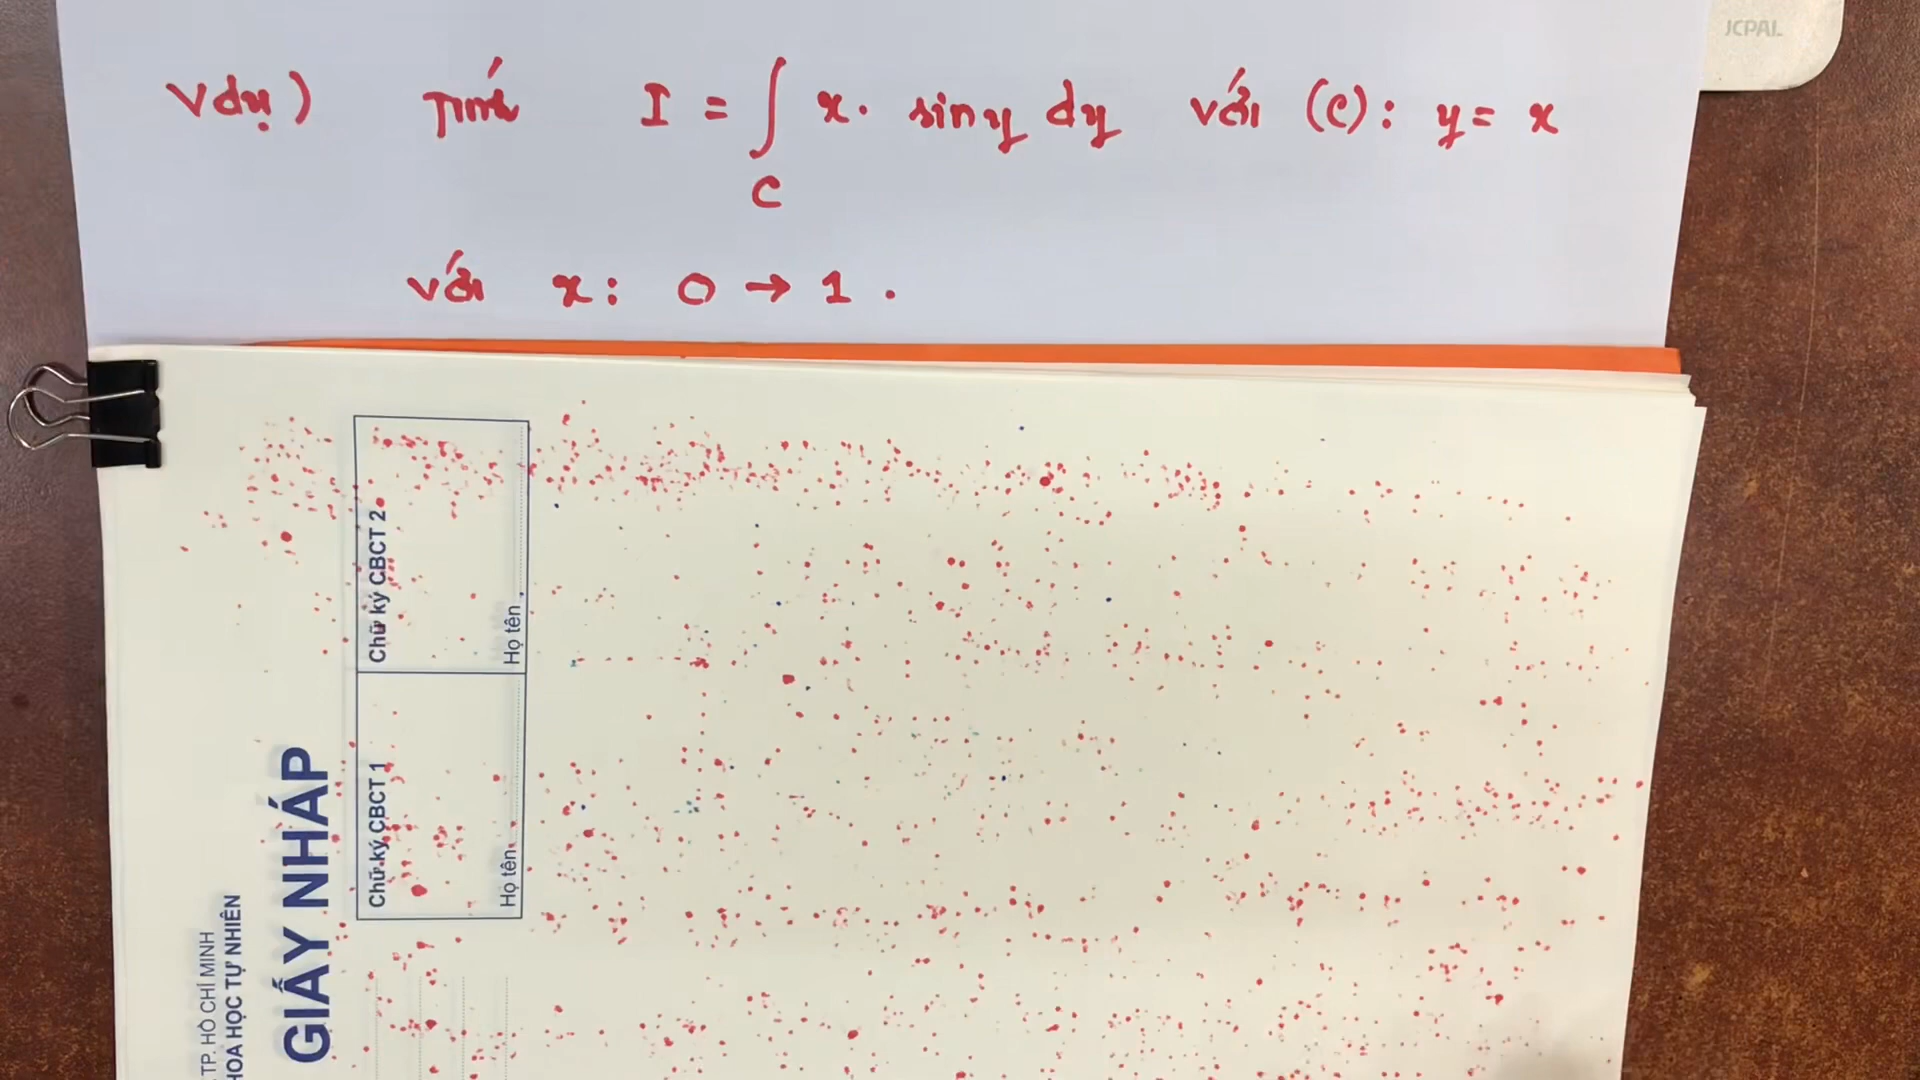 JCPAL
Vdụ) Tính I = ∫ x. siny dy với (C): y = x
C
với x: 0 → 1.
Chữ ký CBCT 2
Họ tên
Chữ ký CBCT 1
Họ tên
GIẤY NHÁP
TP. HỒ CHÍ MINH
HOA HỌC TỰ NHIÊN